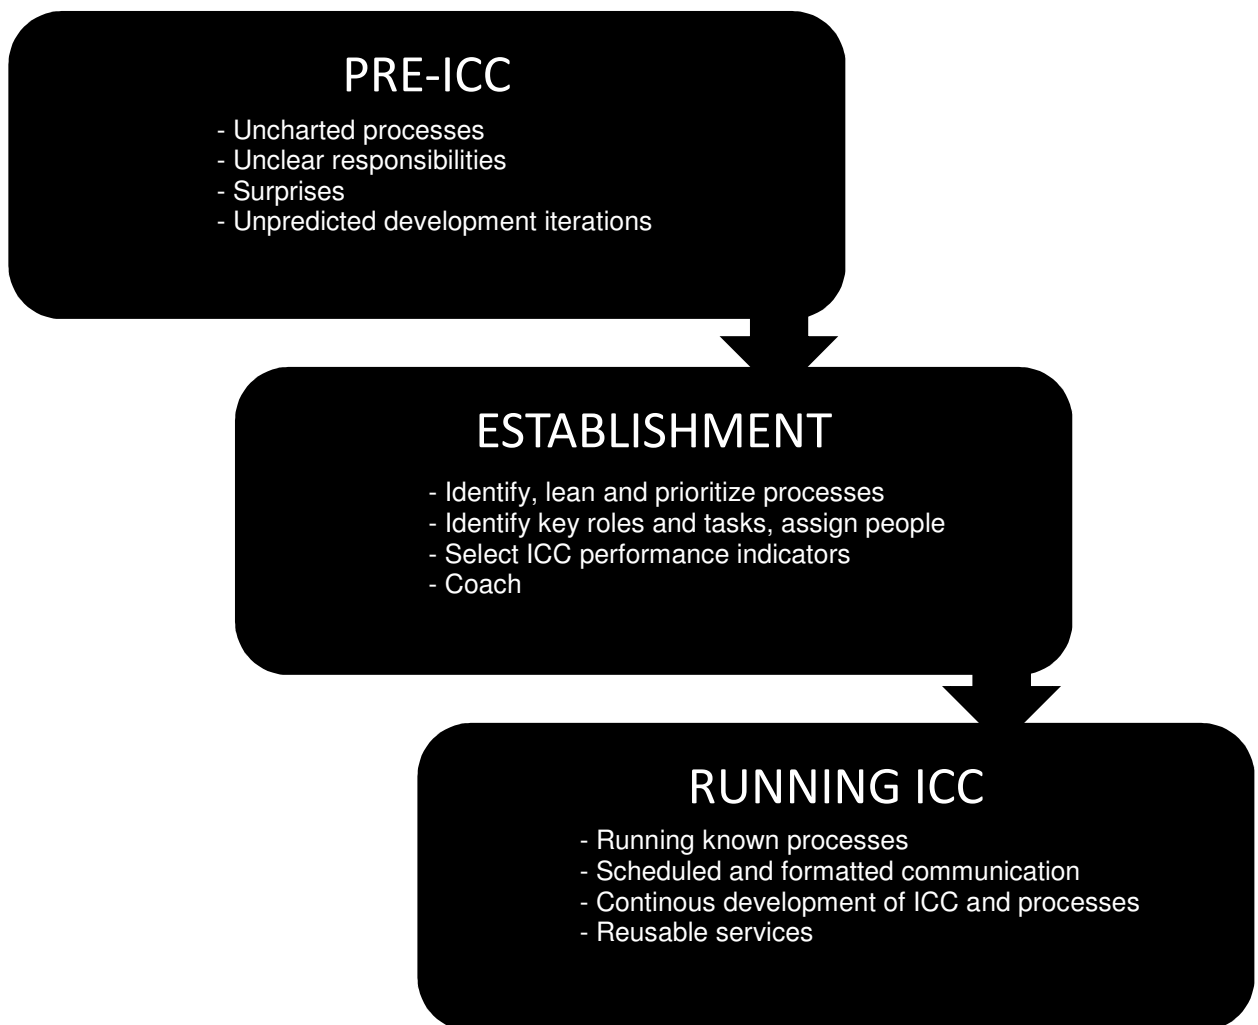 PRE-ICC
- Uncharted processes
- Unclear responsibilities
- Surprises
- Unpredicted development iterations
ESTABLISHMENT
- Identify, lean and prioritize processes
- Identify key roles and tasks, assign people
- Select ICC performance indicators
- Coach
RUNNING ICC
- Running known processes
- Scheduled and formatted communication
- Continous development of ICC and processes
- Reusable services